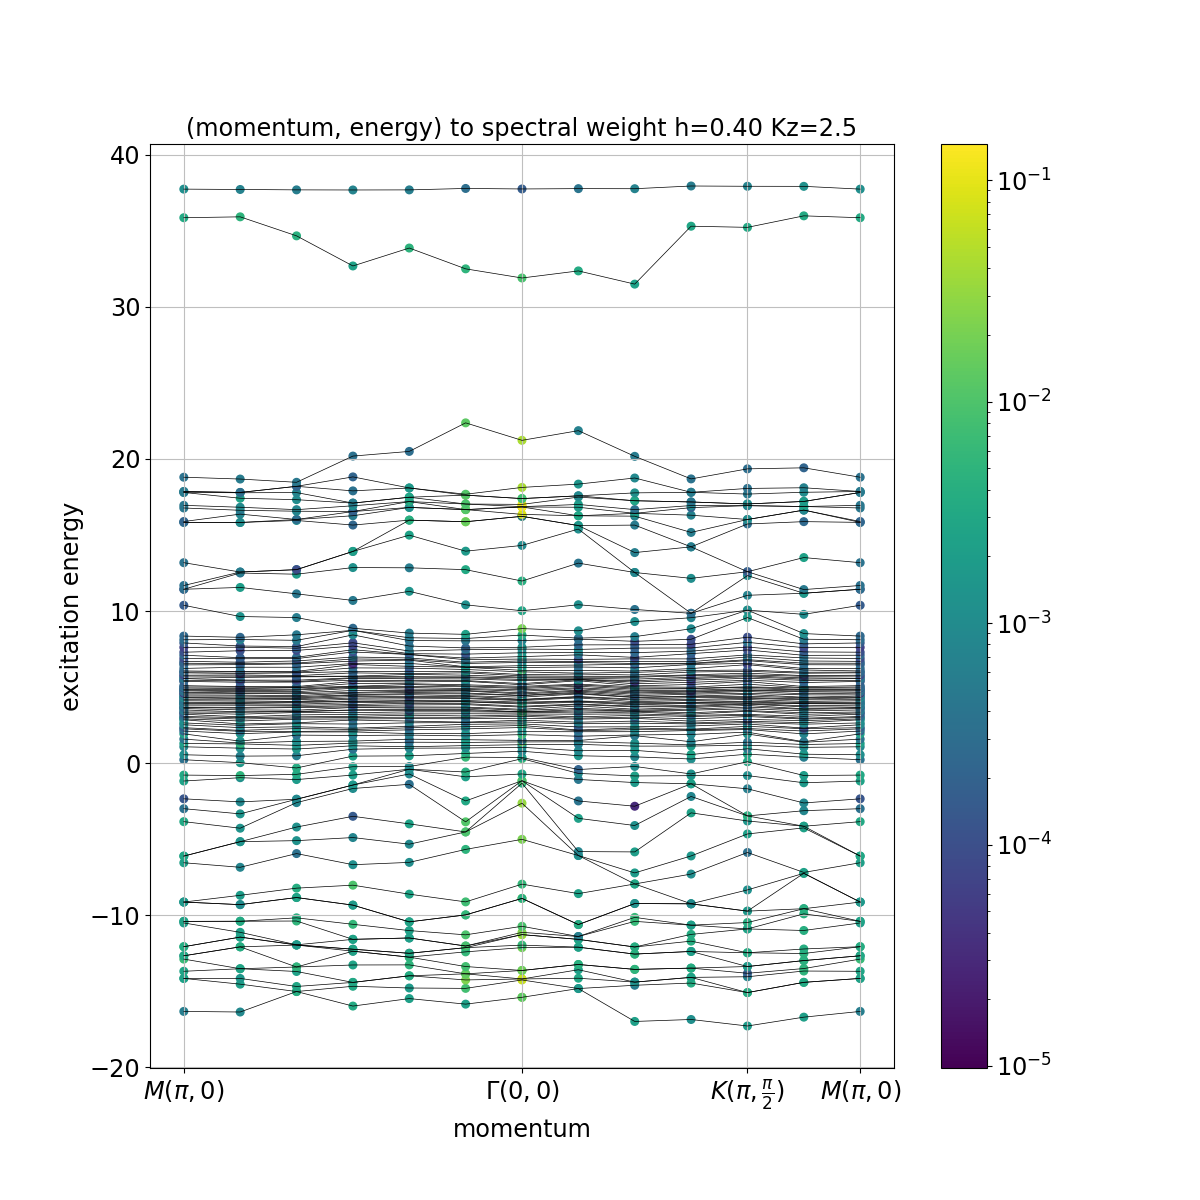 (momentum, energy) to spectral weight h=0.40 Kz=2.5
40
30
20
10
0
−10
−20
excitation energy
M(π, 0)
Γ(0, 0)
K(π, π/2)
M(π, 0)
momentum
10⁻¹
10⁻²
10⁻³
10⁻⁴
10⁻⁵